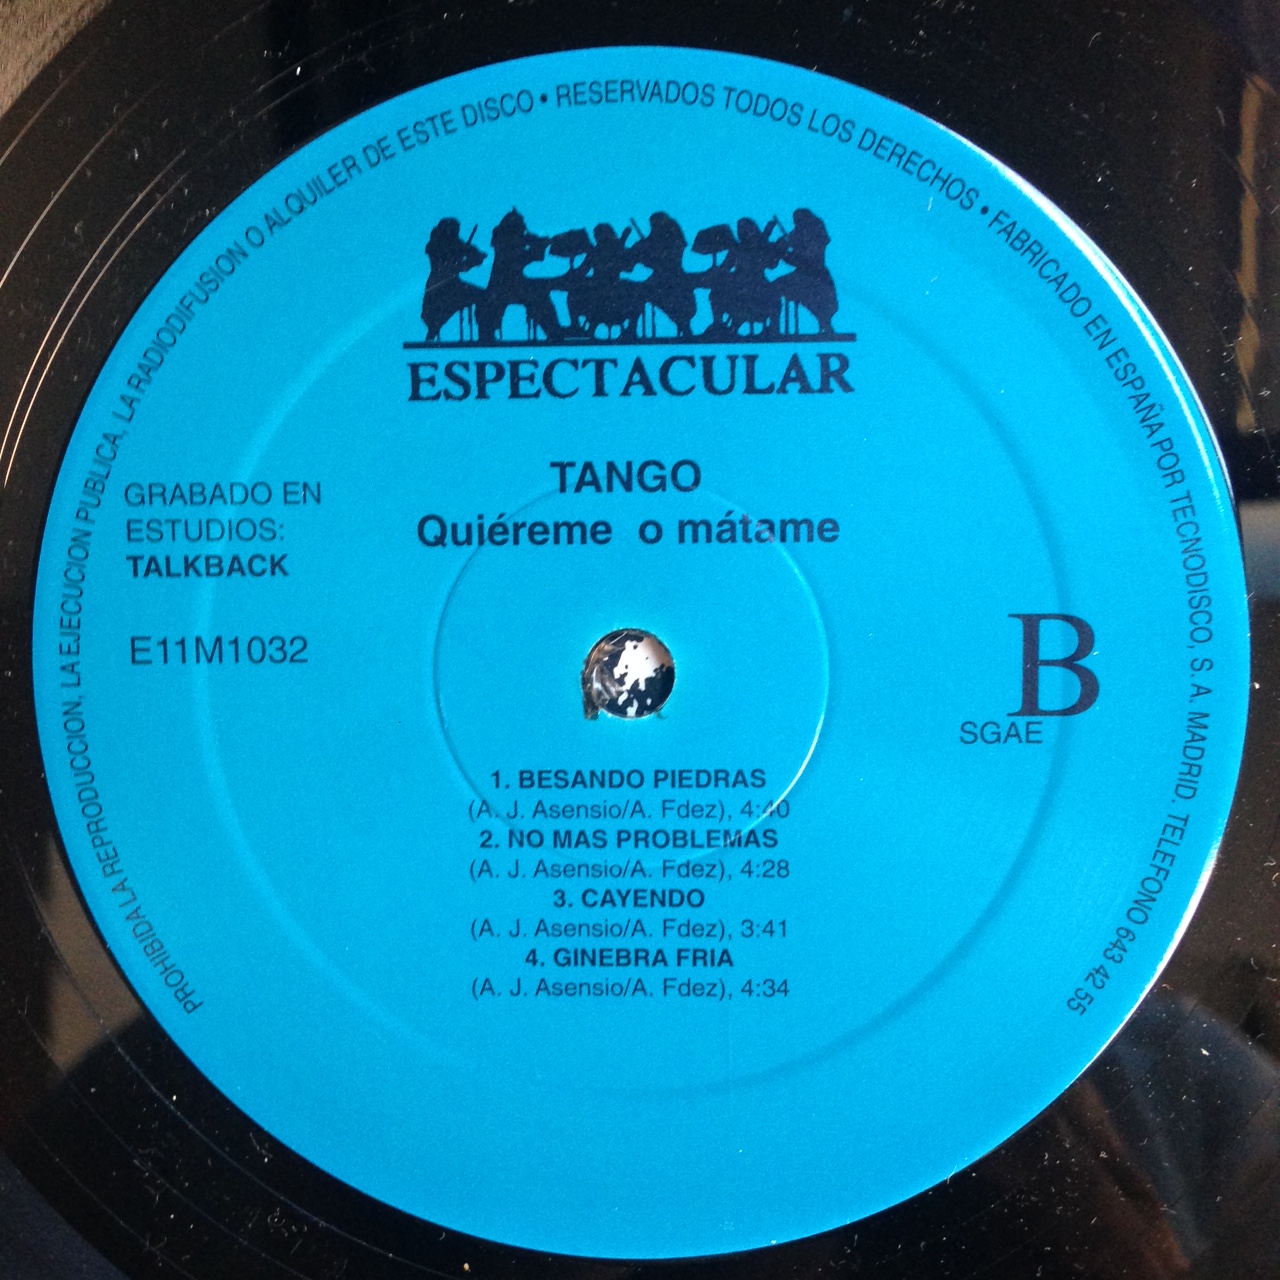 PROHIBIDA LA REPRODUCCION, LA EJECUCION PUBLICA, LA RADIODIFUSION O ALQUILER DE ESTE DISCO • RESERVADOS TODOS LOS DERECHOS • FABRICADO EN ESPAÑA POR TECNODISCO, S. A. MADRID. TELEFONO 643 42 55
ESPECTACULAR
TANGO
Quiéreme o mátame
GRABADO EN
ESTUDIOS:
TALKBACK
E11M1032
B
SGAE
1. BESANDO PIEDRAS
(A. J. Asensio/A. Fdez), 4:40
2. NO MAS PROBLEMAS
(A. J. Asensio/A. Fdez), 4:28
3. CAYENDO
(A. J. Asensio/A. Fdez), 3:41
4. GINEBRA FRIA
(A. J. Asensio/A. Fdez), 4:34